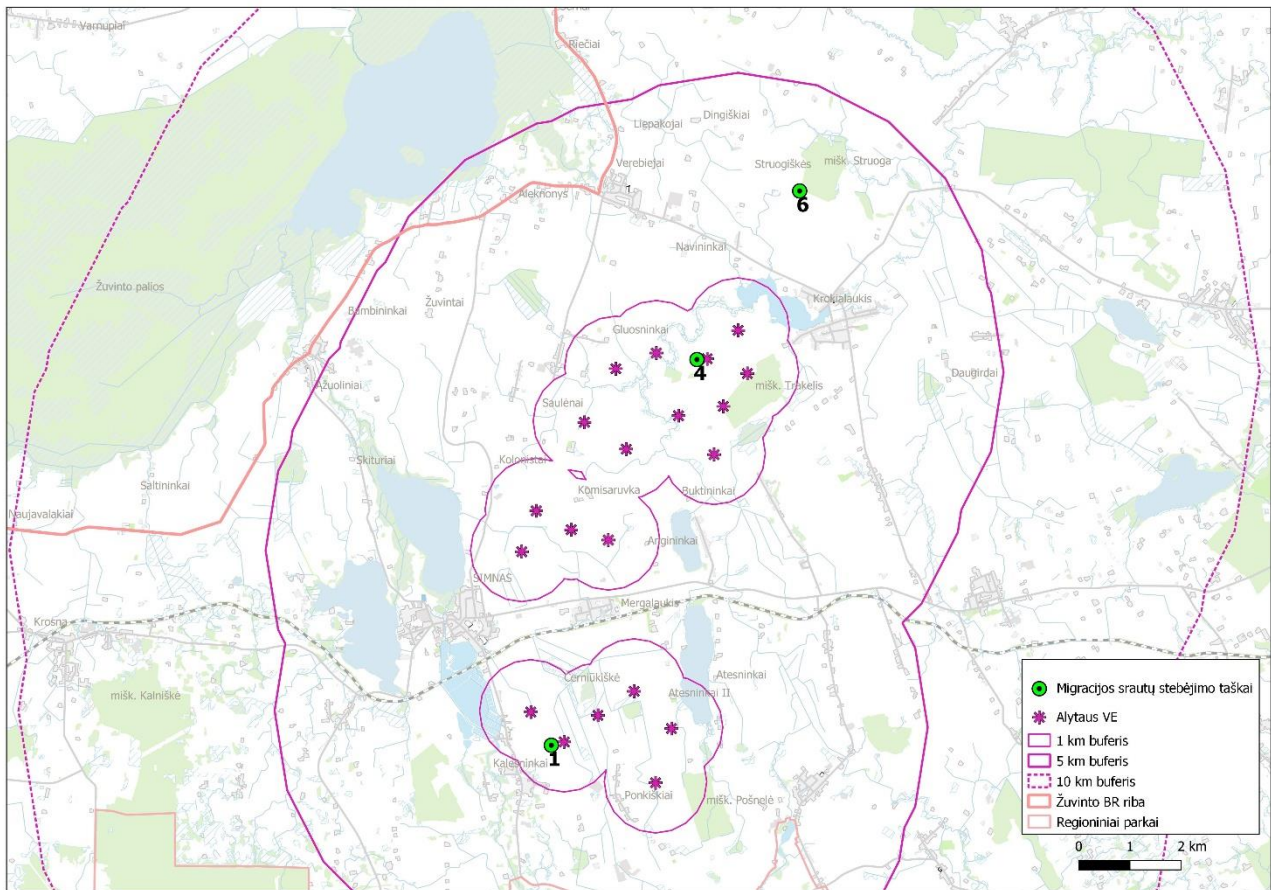 Varnupiai
Riečiai
Dingiškiai
Liepakojai
Struogiškės
mišk. Struoga
Verebiejai
Aleknonys
6
Navininkai
Žuvinto palios
Žuvintai
Bambininkai
Krokialaukis
Gluosninkai
4
Ąžuoliniai
Daugirdai
mišk. Trakelis
Saulėnai
Skituriai
Kolonistai
Saltininkai
Komisaruvka
Buktininkai
Naujavalakiai
Angininkai
SIMNAS
Mergalaukis
Krosna
Černiūkiškė
Atesninkai
Atesninkai II
mišk. Kalniškė
1
Kalesninkai
Ponkiškiai
mišk. Pošnelė
Migracijos srautų stebėjimo taškai
Alytaus VE
1 km buferis
5 km buferis
10 km buferis
Žuvinto BR riba
Regioniniai parkai
0 1 2 km